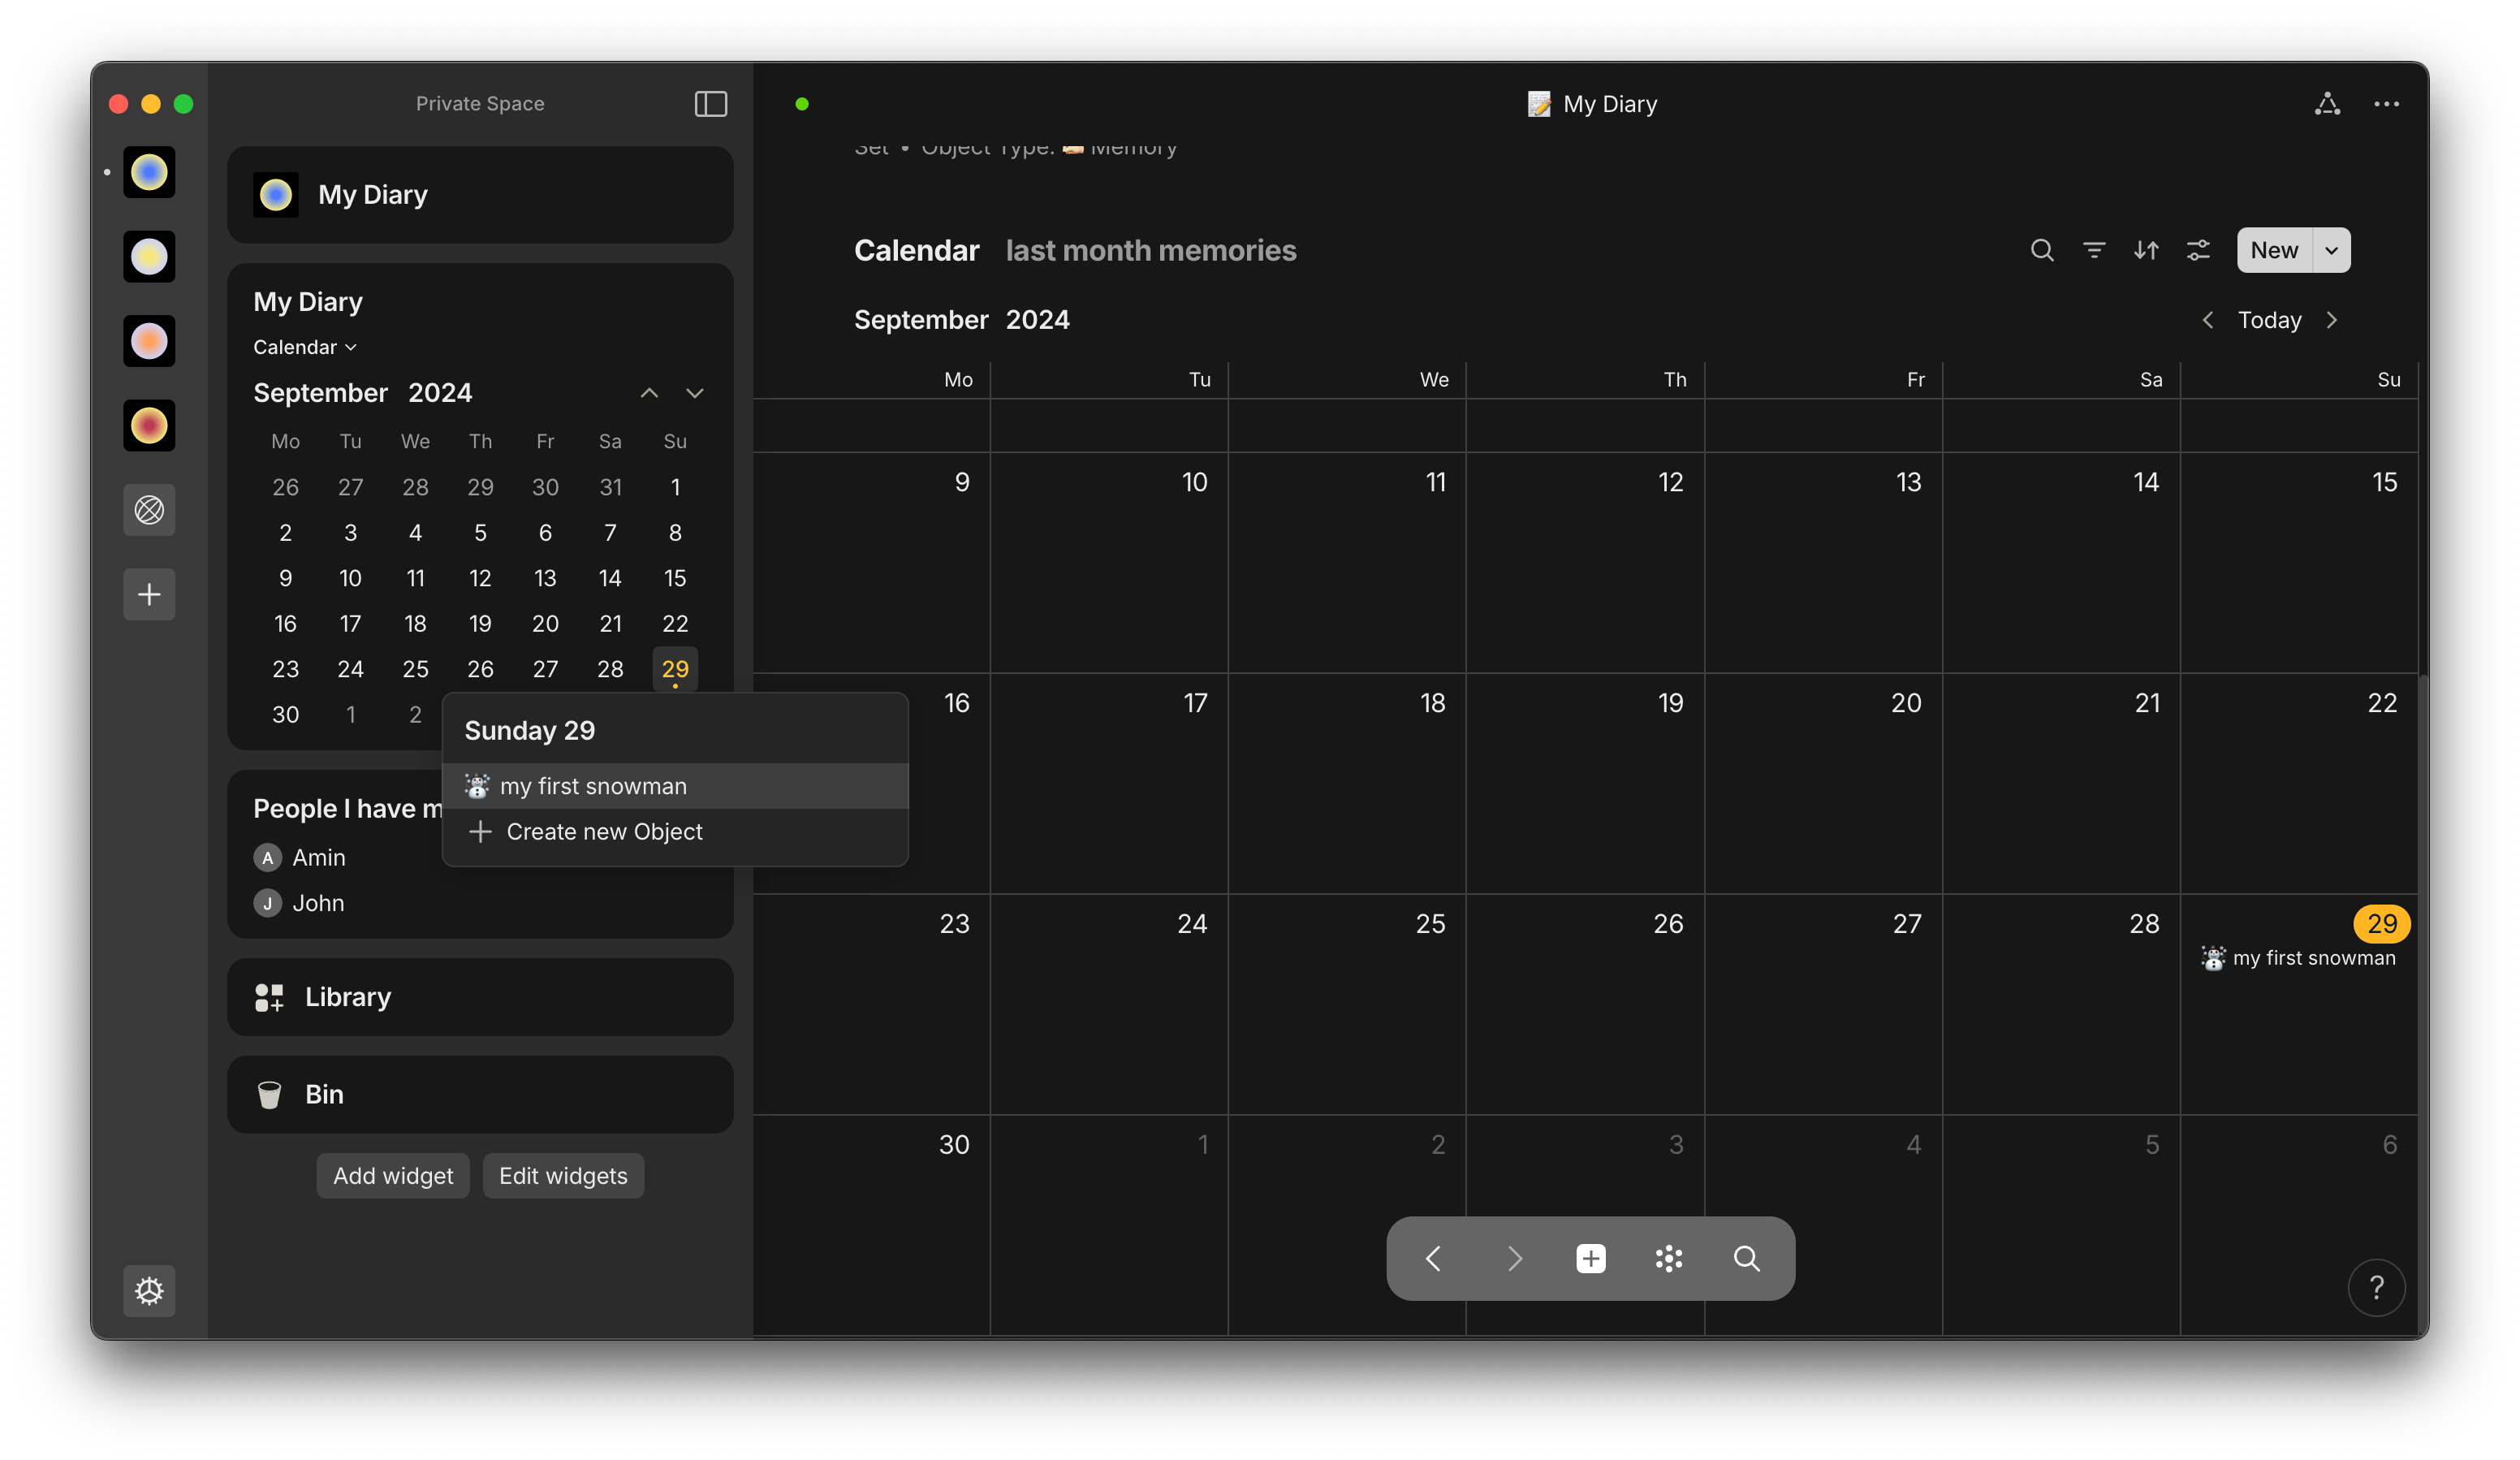 Private Space
My Diary
My Diary
Calendar
September 2024
Mo Tu We Th Fr Sa Su
26 27 28 29 30 31 1
2 3 4 5 6 7 8
9 10 11 12 13 14 15
16 17 18 19 20 21 22
23 24 25 26 27 28 29
30 1 2
Sunday 29
my first snowman
Create new Object
People I have m
A Amin
J John
Library
Bin
Add widget Edit widgets
My Diary
Set • Object Type: Memory
Calendar last month memories
New
September 2024
Today
Mo Tu We Th Fr Sa Su
9 10 11 12 13 14 15
16 17 18 19 20 21 22
23 24 25 26 27 28 29
my first snowman
30 1 2 3 4 5 6
?